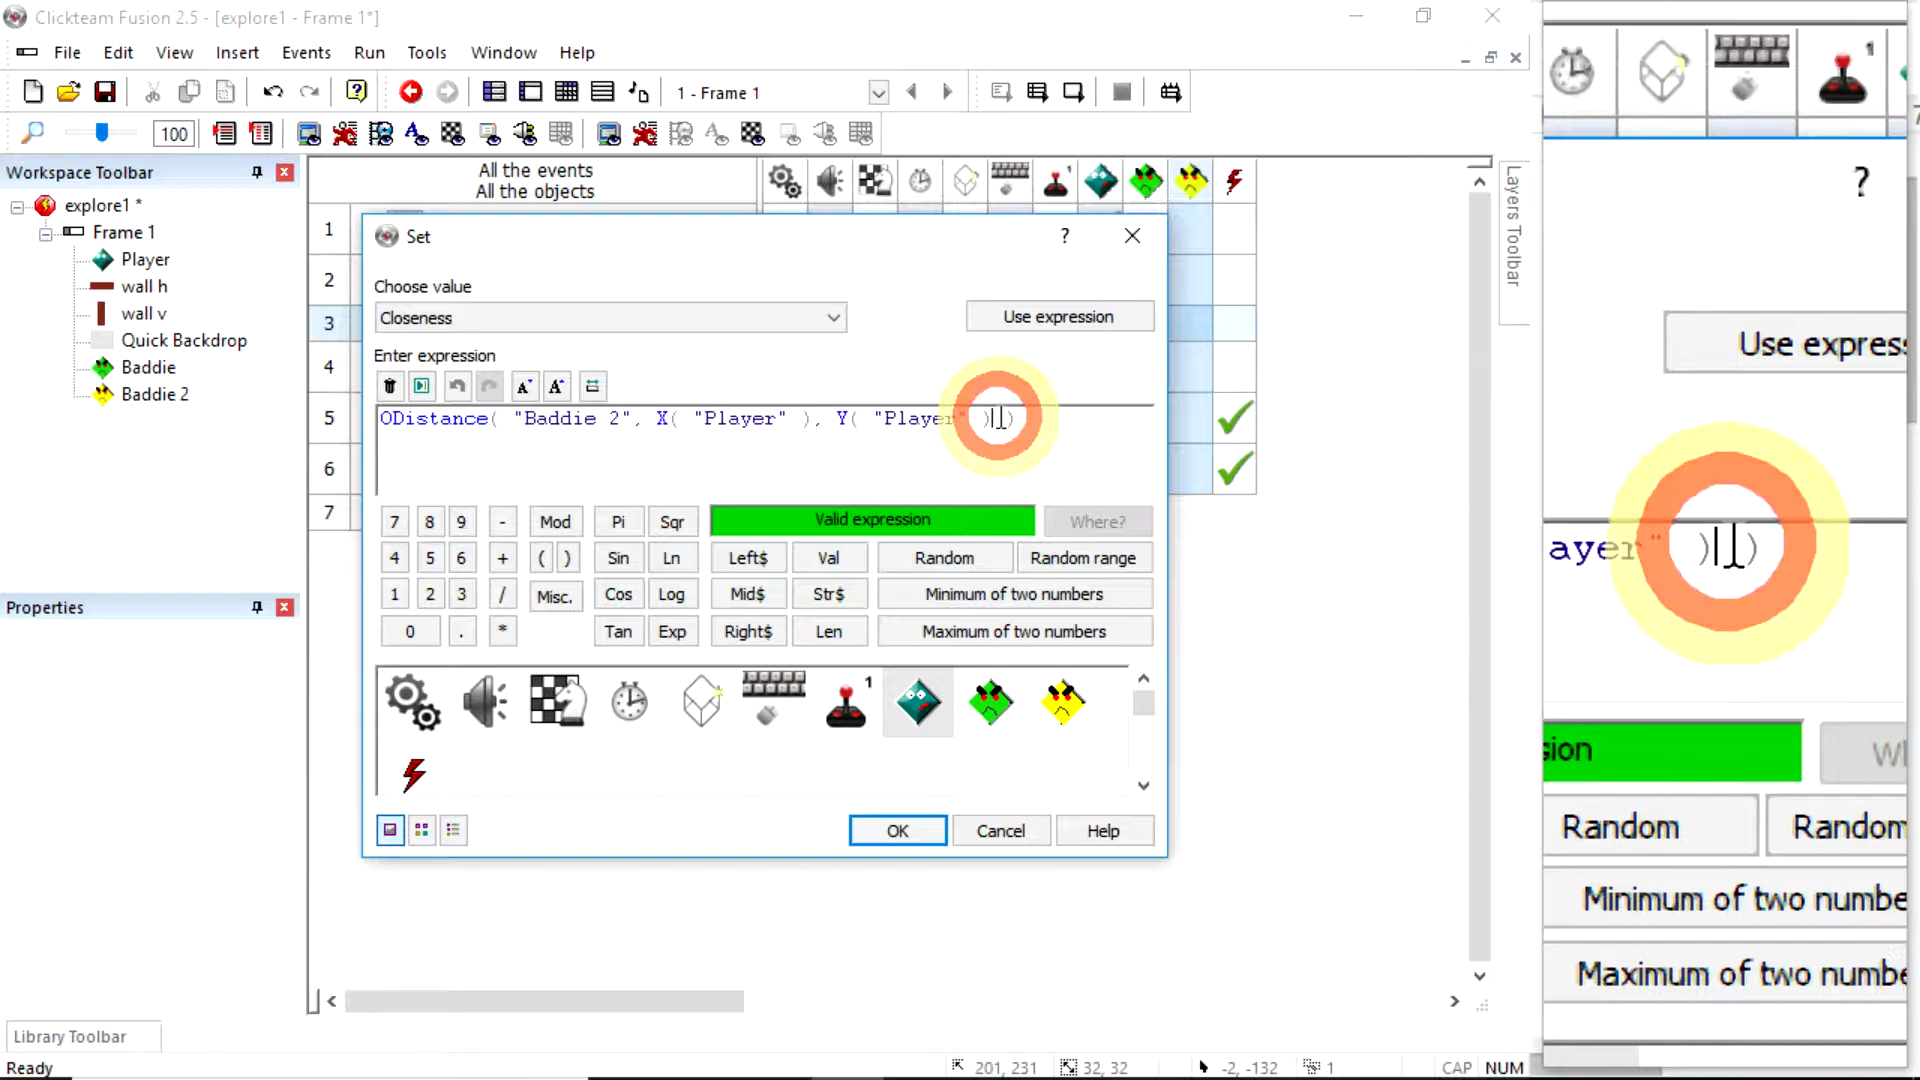 Clickteam Fusion 2.5 - [explore1 - Frame 1*]
File Edit View Insert Events Run Tools Window Help
1 - Frame 1
100
Workspace Toolbar
explore1 *
Frame 1
Player
wall h
wall v
Quick Backdrop
Baddie
Baddie 2
Properties
Library Toolbar
Ready
All the events
All the objects
1
2
3
4
5
6
7
Layers Toolbar
Set
?
Choose value
Closeness
Use expression
Enter expression
ODistance( "Baddie 2", X( "Player" ), Y( "Player" ) )
7 8 9 - Mod Pi Sqr Valid expression Where?
4 5 6 + ( ) Sin Ln Left$ Val Random Random range
1 2 3 / Misc. Cos Log Mid$ Str$ Minimum of two numbers
0 . * Tan Exp Right$ Len Maximum of two numbers
1
OK Cancel Help
201, 231 32, 32 -2, -132 1 CAP NUM
1
?
Use express
ayer" ) )
sion
Random Random
Minimum of two numbe
Maximum of two numbe